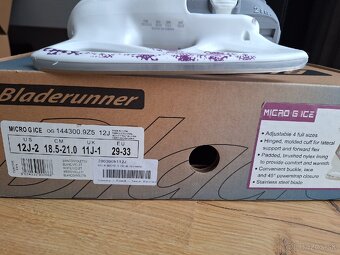 Bladerunner
MICRO G ICE 0G 144300.9Z5 12J
US CM UK EU
12J-2 18.5-21.0 11J-1 29-33
MICRO G ICE
• Adjustable 4 full sizes
• Hinged, molded cuff for lateral
support and forward flex
• Padded, brushed nylex lining
to provide comfort and warmth
• Convenient buckle, lace
and 45° powerstrap closure
• Stainless steel blade